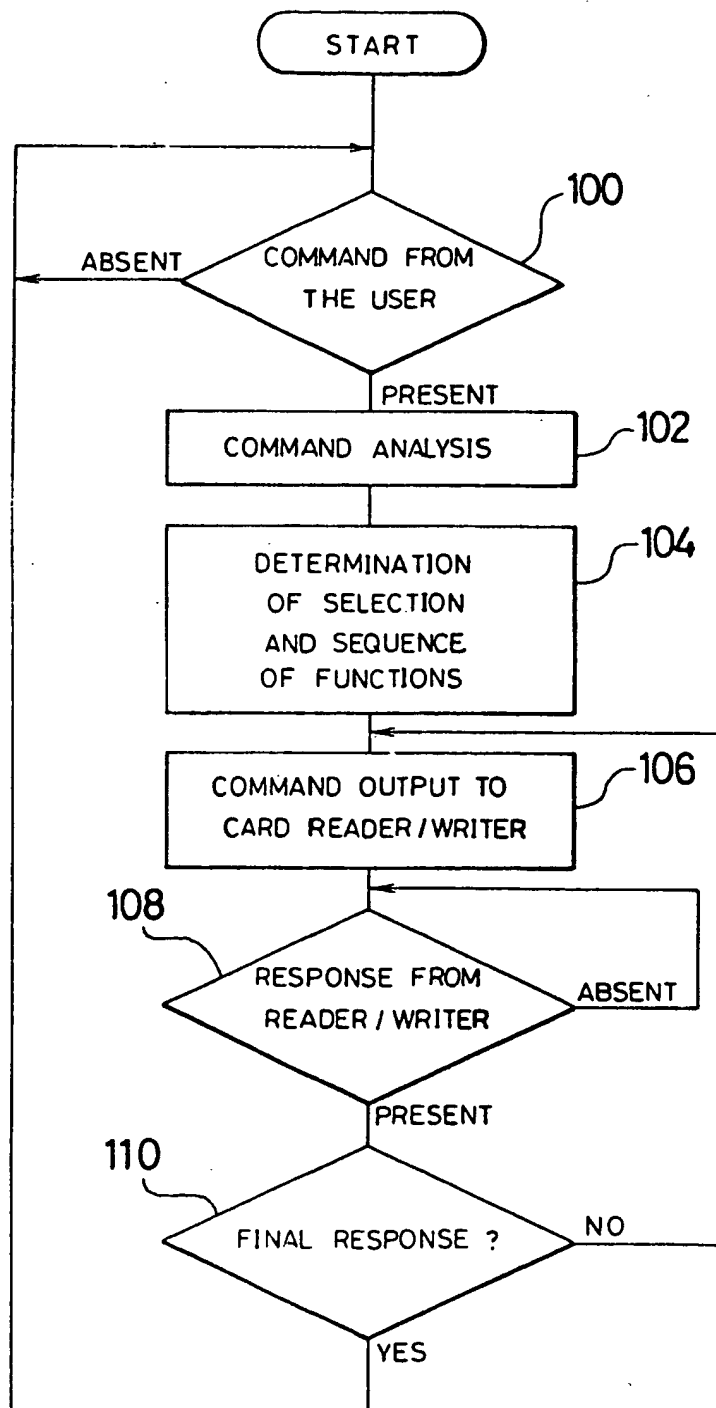 START
100
COMMAND FROM
THE USER
ABSENT
PRESENT
102
COMMAND ANALYSIS
104
DETERMINATION
OF SELECTION
AND SEQUENCE
OF FUNCTIONS
106
COMMAND OUTPUT TO
CARD READER/WRITER
108
RESPONSE FROM
READER / WRITER
ABSENT
PRESENT
110
FINAL RESPONSE ?
NO
YES